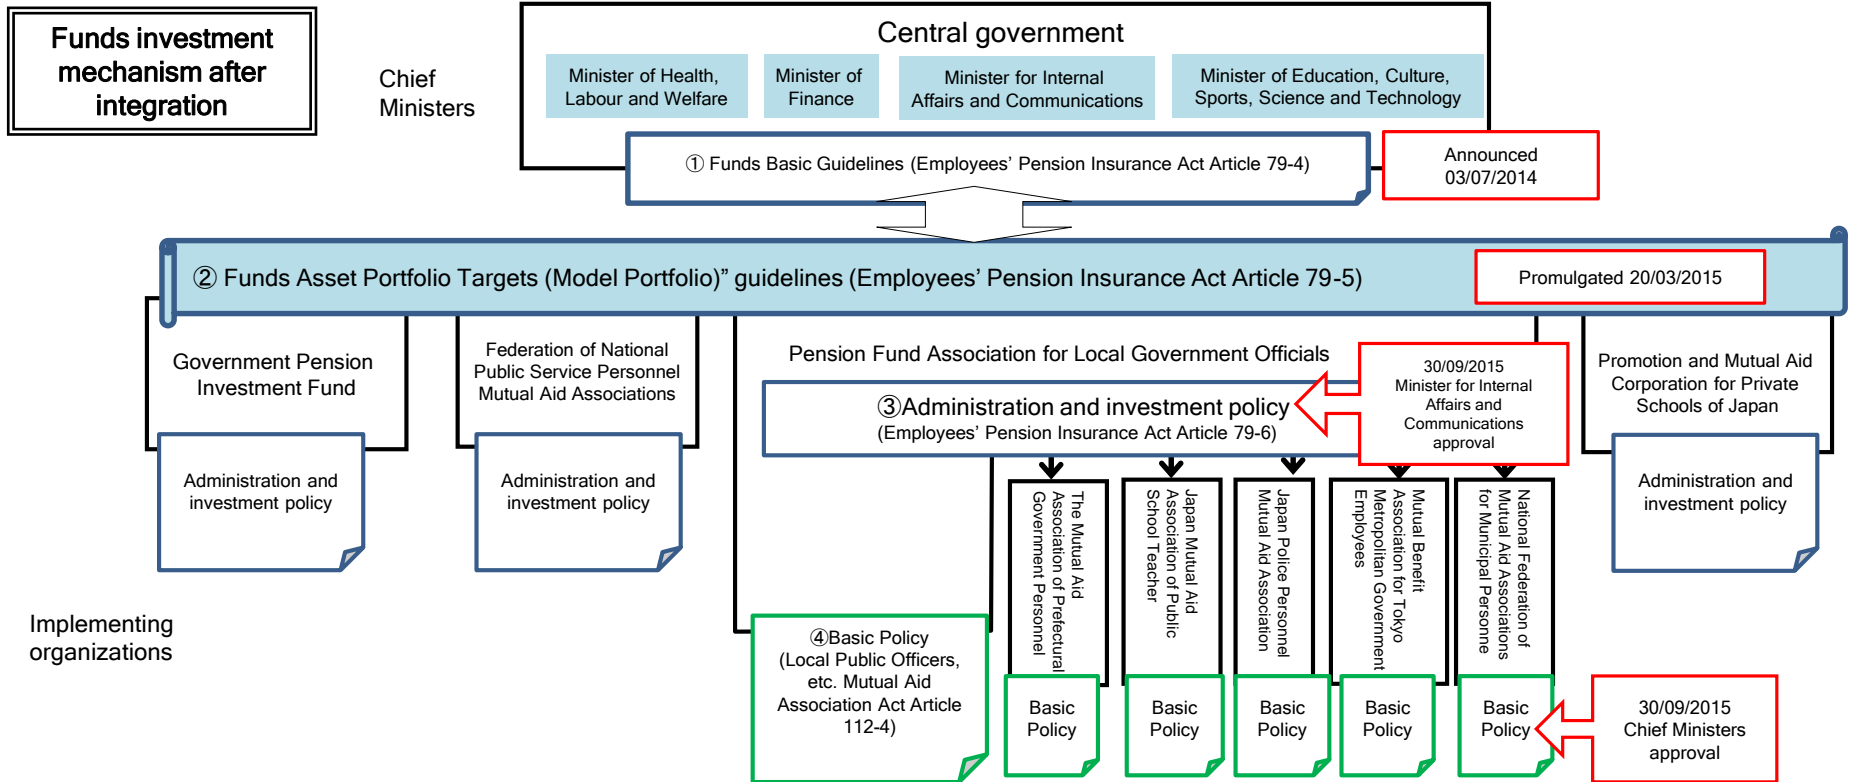 Funds investment
mechanism after
integration
Chief
Ministers
Central government
Minister of Health,
Labour and Welfare
Minister of
Finance
Minister for Internal
Affairs and Communications
Minister of Education, Culture,
Sports, Science and Technology
① Funds Basic Guidelines (Employees' Pension Insurance Act Article 79-4)
Announced
03/07/2014
② Funds Asset Portfolio Targets (Model Portfolio)" guidelines (Employees' Pension Insurance Act Article 79-5)
Promulgated 20/03/2015
Government Pension
Investment Fund
Administration and
investment policy
Federation of National
Public Service Personnel
Mutual Aid Associations
Administration and
investment policy
Pension Fund Association for Local Government Officials
③Administration and investment policy
(Employees' Pension Insurance Act Article 79-6)
30/09/2015
Minister for Internal
Affairs and
Communications
approval
Promotion and Mutual Aid
Corporation for Private
Schools of Japan
Administration and
investment policy
The Mutual Aid
Association of Prefectural
Government Personnel
Japan Mutual Aid
Association of Public
School Teacher
Japan Police Personnel
Mutual Aid Association
Mutual Benefit
Association for Tokyo
Metropolitan Government
Employees
National Federation of
Mutual Aid Associations
for Municipal Personne
Implementing
organizations
④Basic Policy
(Local Public Officers,
etc. Mutual Aid
Association Act Article
112-4)
Basic
Policy
Basic
Policy
Basic
Policy
Basic
Policy
Basic
Policy
30/09/2015
Chief Ministers
approval